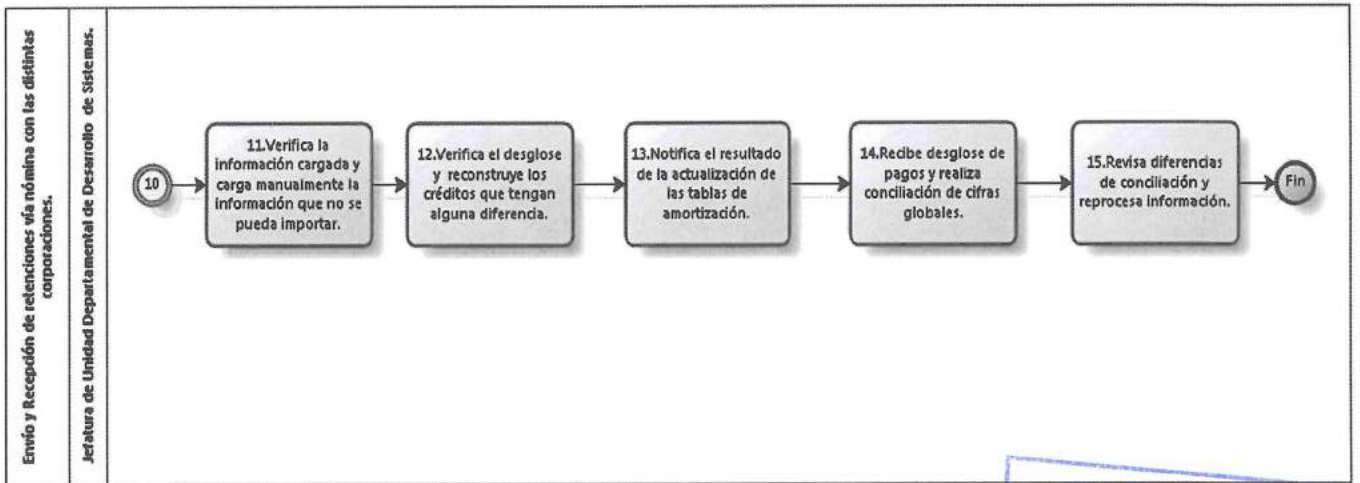 Envío y Recepción de retenciones vía nómina con las distintas
corporaciones.
Jefatura de Unidad Departamental de Desarrollo de Sistemas.
10
11.Verifica la
información cargada y
carga manualmente la
información que no se
pueda importar.
12.Verifica el desglose
y reconstruye los
créditos que tengan
alguna diferencia.
13.Notifica el resultado
de la actualización de
las tablas de
amortización.
14.Recibe desglose de
pagos y realiza
conciliación de cifras
globales.
15.Revisa diferencias
de conciliación y
reprocesa información.
Fin